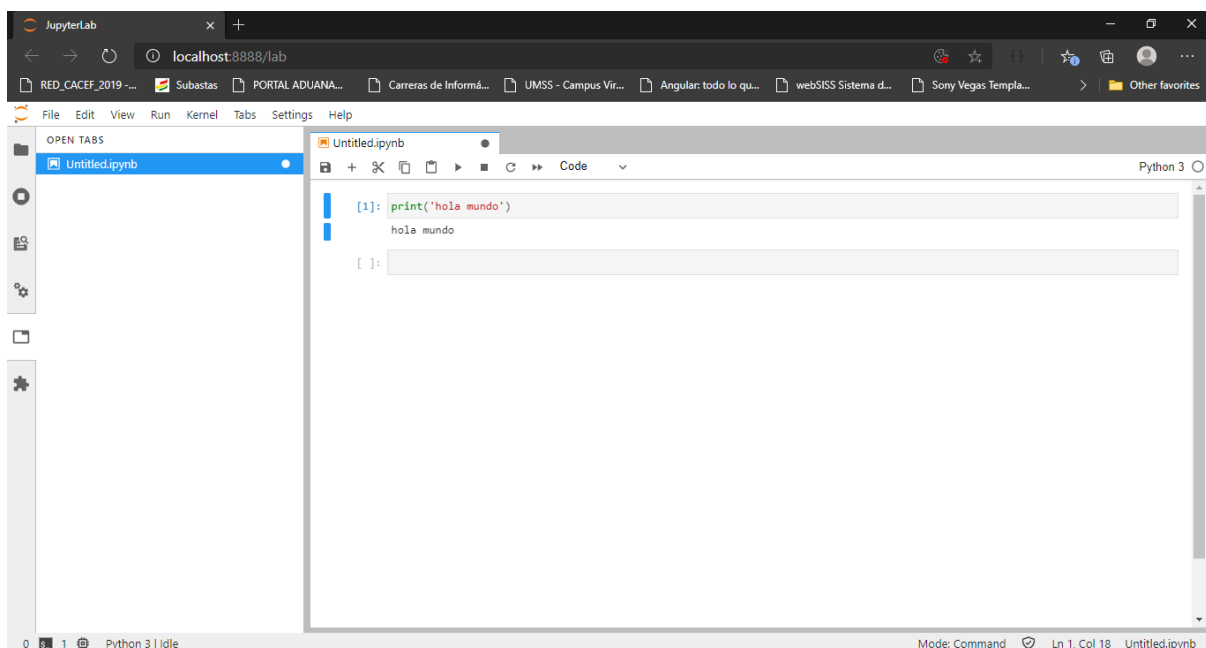 JupyterLab
localhost:8888/lab
RED_CACEF_2019 -... Subastas PORTAL ADUANA... Carreras de Informá... UMSS - Campus Vir... Angular: todo lo qu... webSISS Sistema d... Sony Vegas Templa... Other favorites
File Edit View Run Kernel Tabs Settings Help
OPEN TABS
Untitled.ipynb
Untitled.ipynb
Code Python 3
[1]: print('hola mundo')
hola mundo
[ ]:
0 1 Python 3 | Idle Mode: Command Ln 1, Col 18 Untitled.ipynb